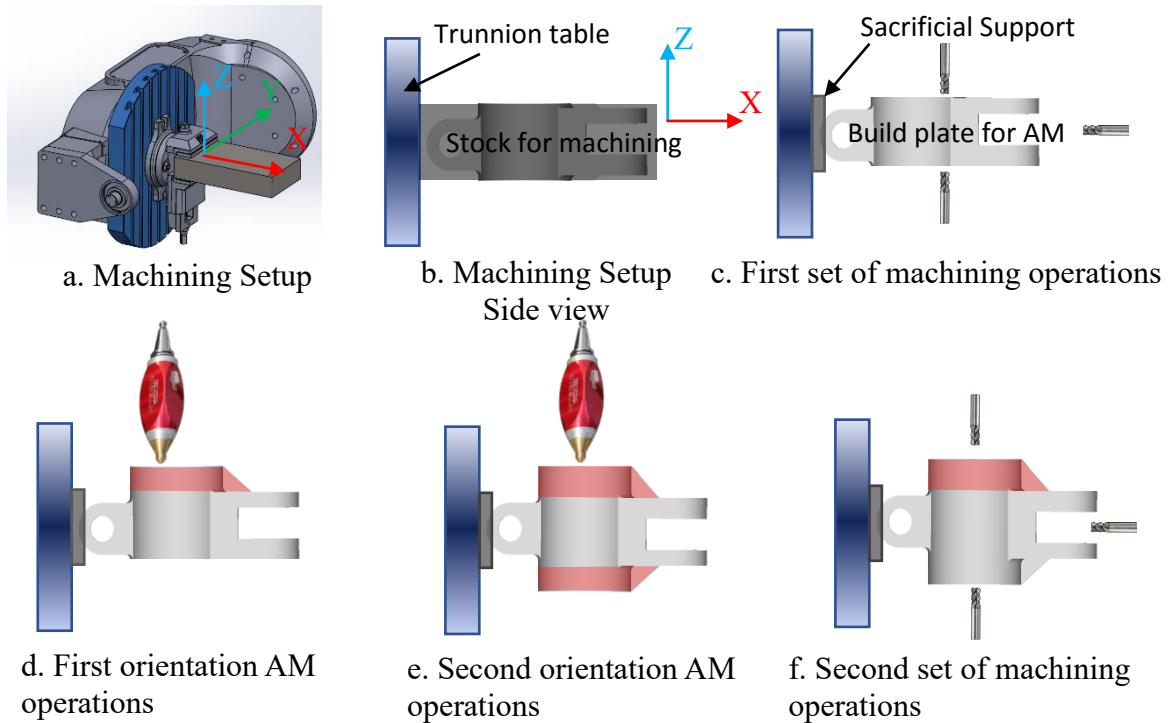 Z
Y
X
a. Machining Setup
Trunnion table
Z
X
Stock for machining
b. Machining Setup
Side view
Sacrificial Support
Build plate for AM
c. First set of machining operations
d. First orientation AM
operations
e. Second orientation AM
operations
f. Second set of machining
operations